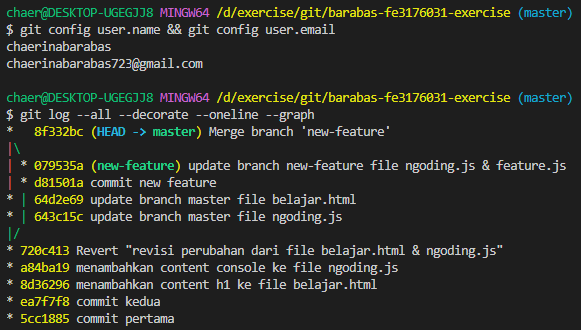 chaer@DESKTOP-UGEGJJ8 MINGW64 /d/exercise/git/barabas-fe3176031-exercise (master)
$ git config user.name && git config user.email
chaerinabarabas
chaerinabarabas723@gmail.com
chaer@DESKTOP-UGEGJJ8 MINGW64 /d/exercise/git/barabas-fe3176031-exercise (master)
$ git log --all --decorate --oneline --graph
*   8f332bc (HEAD -> master) Merge branch 'new-feature'
|\
| * 079535a (new-feature) update branch new-feature file ngoding.js & feature.js
| * d81501a commit new feature
* | 64d2e69 update branch master file belajar.html
* | 643c15c update branch master file ngoding.js
|/
* 720c413 Revert "revisi perubahan dari file belajar.html & ngoding.js"
* a84ba19 menambahkan content console ke file ngoding.js
* 8d36296 menambahkan content h1 ke file belajar.html
* ea7f7f8 commit kedua
* 5cc1885 commit pertama